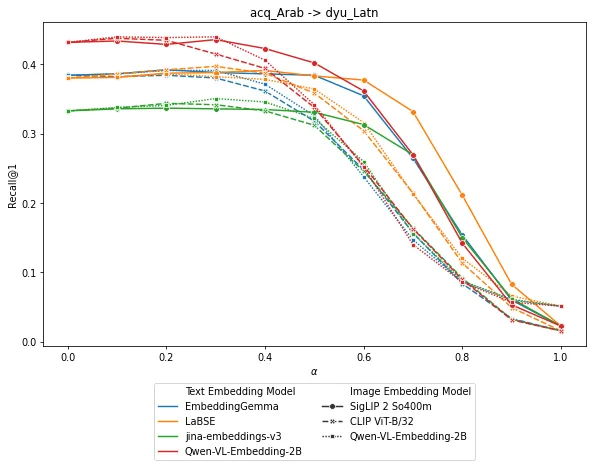 acq_Arab -> dyu_Latn
Recall@1
0.4
0.3
0.2
0.1
0.0
0.0 0.2 0.4 0.6 0.8 1.0
α
Text Embedding Model Image Embedding Model
EmbeddingGemma SigLIP 2 So400m
LaBSE CLIP ViT-B/32
jina-embeddings-v3 Qwen-VL-Embedding-2B
Qwen-VL-Embedding-2B